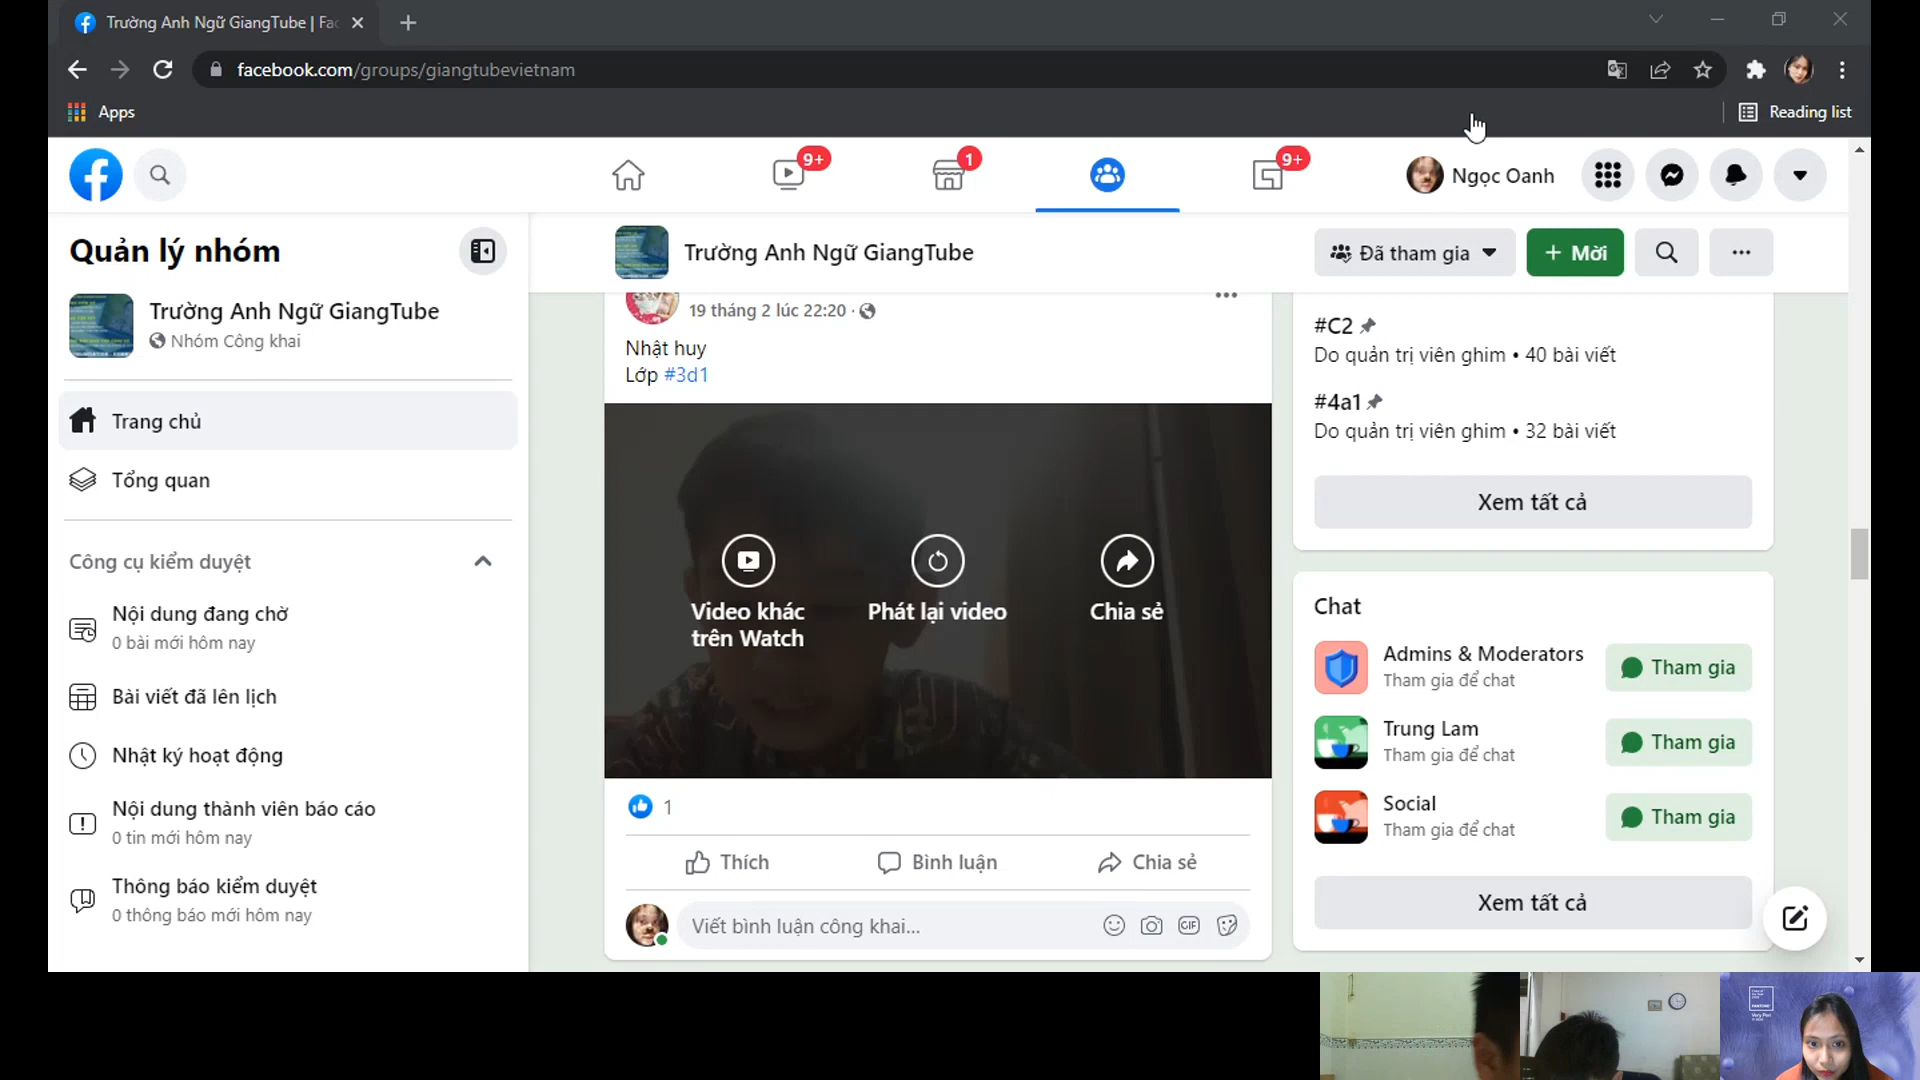 Trường Anh Ngữ GiangTube | Fac
facebook.com/groups/giangtubevietnam
Apps
Reading list
9+
1
9+
Ngọc Oanh
Quản lý nhóm
Trường Anh Ngữ GiangTube
Nhóm Công khai
Trang chủ
Tổng quan
Công cụ kiểm duyệt
Nội dung đang chờ
0 bài mới hôm nay
Bài viết đã lên lịch
Nhật ký hoạt động
Nội dung thành viên báo cáo
0 tin mới hôm nay
Thông báo kiểm duyệt
0 thông báo mới hôm nay
Trường Anh Ngữ GiangTube
Đã tham gia
+ Mời
19 tháng 2 lúc 22:20 ·
Nhật huy
Lớp #3d1
Video khác
trên Watch
Phát lại video
Chia sẻ
1
Thích
Bình luận
Chia sẻ
Viết bình luận công khai...
GIF
#C2
Do quản trị viên ghim • 40 bài viết
#4a1
Do quản trị viên ghim • 32 bài viết
Xem tất cả
Chat
Admins & Moderators
Tham gia để chat
Tham gia
Trung Lam
Tham gia để chat
Tham gia
Social
Tham gia để chat
Tham gia
Xem tất cả